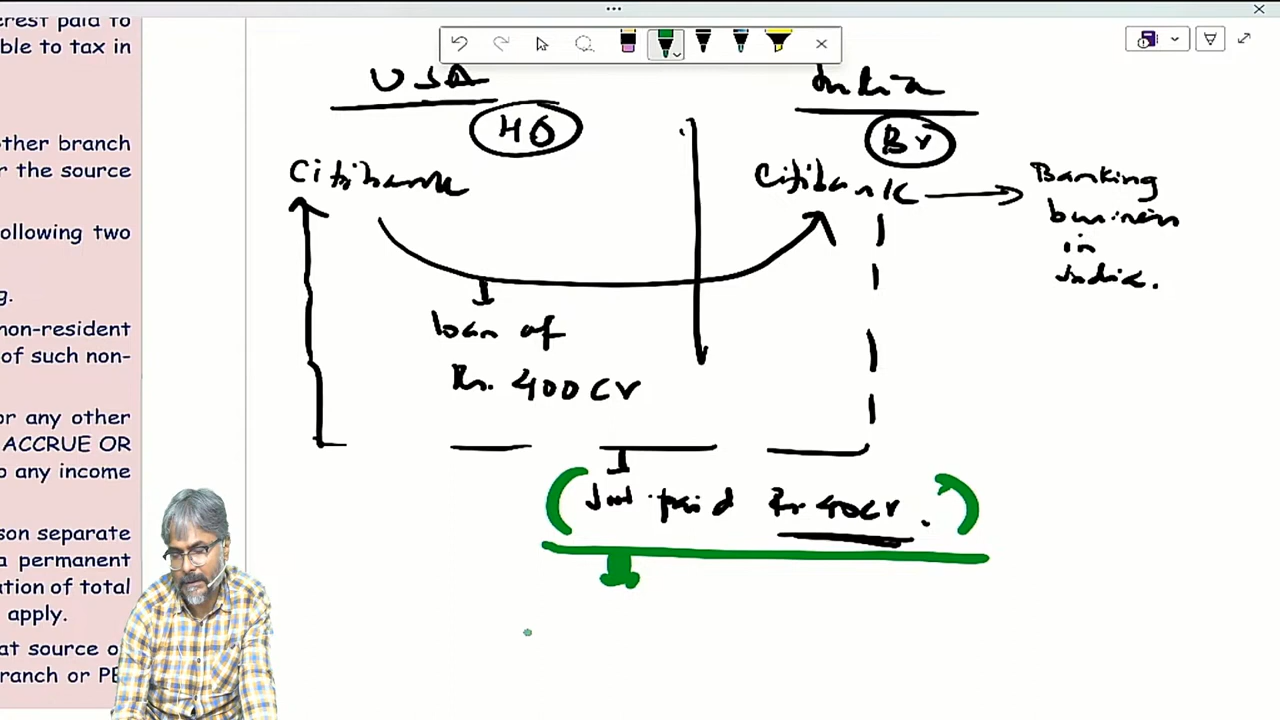 erest paid to
ble to tax in
other branch
r the source
ollowing two
g.
non-resident
of such non-
or any other
ACCRUE OR
o any income
son separate
a permanent
ation of total
apply.
at source o
ranch or PE
USA
HO
Citibank
India
Br
Citibank
Banking
business
in
India.
loan of
Rs. 400 Cr
Int. paid Rs 40 Cr.